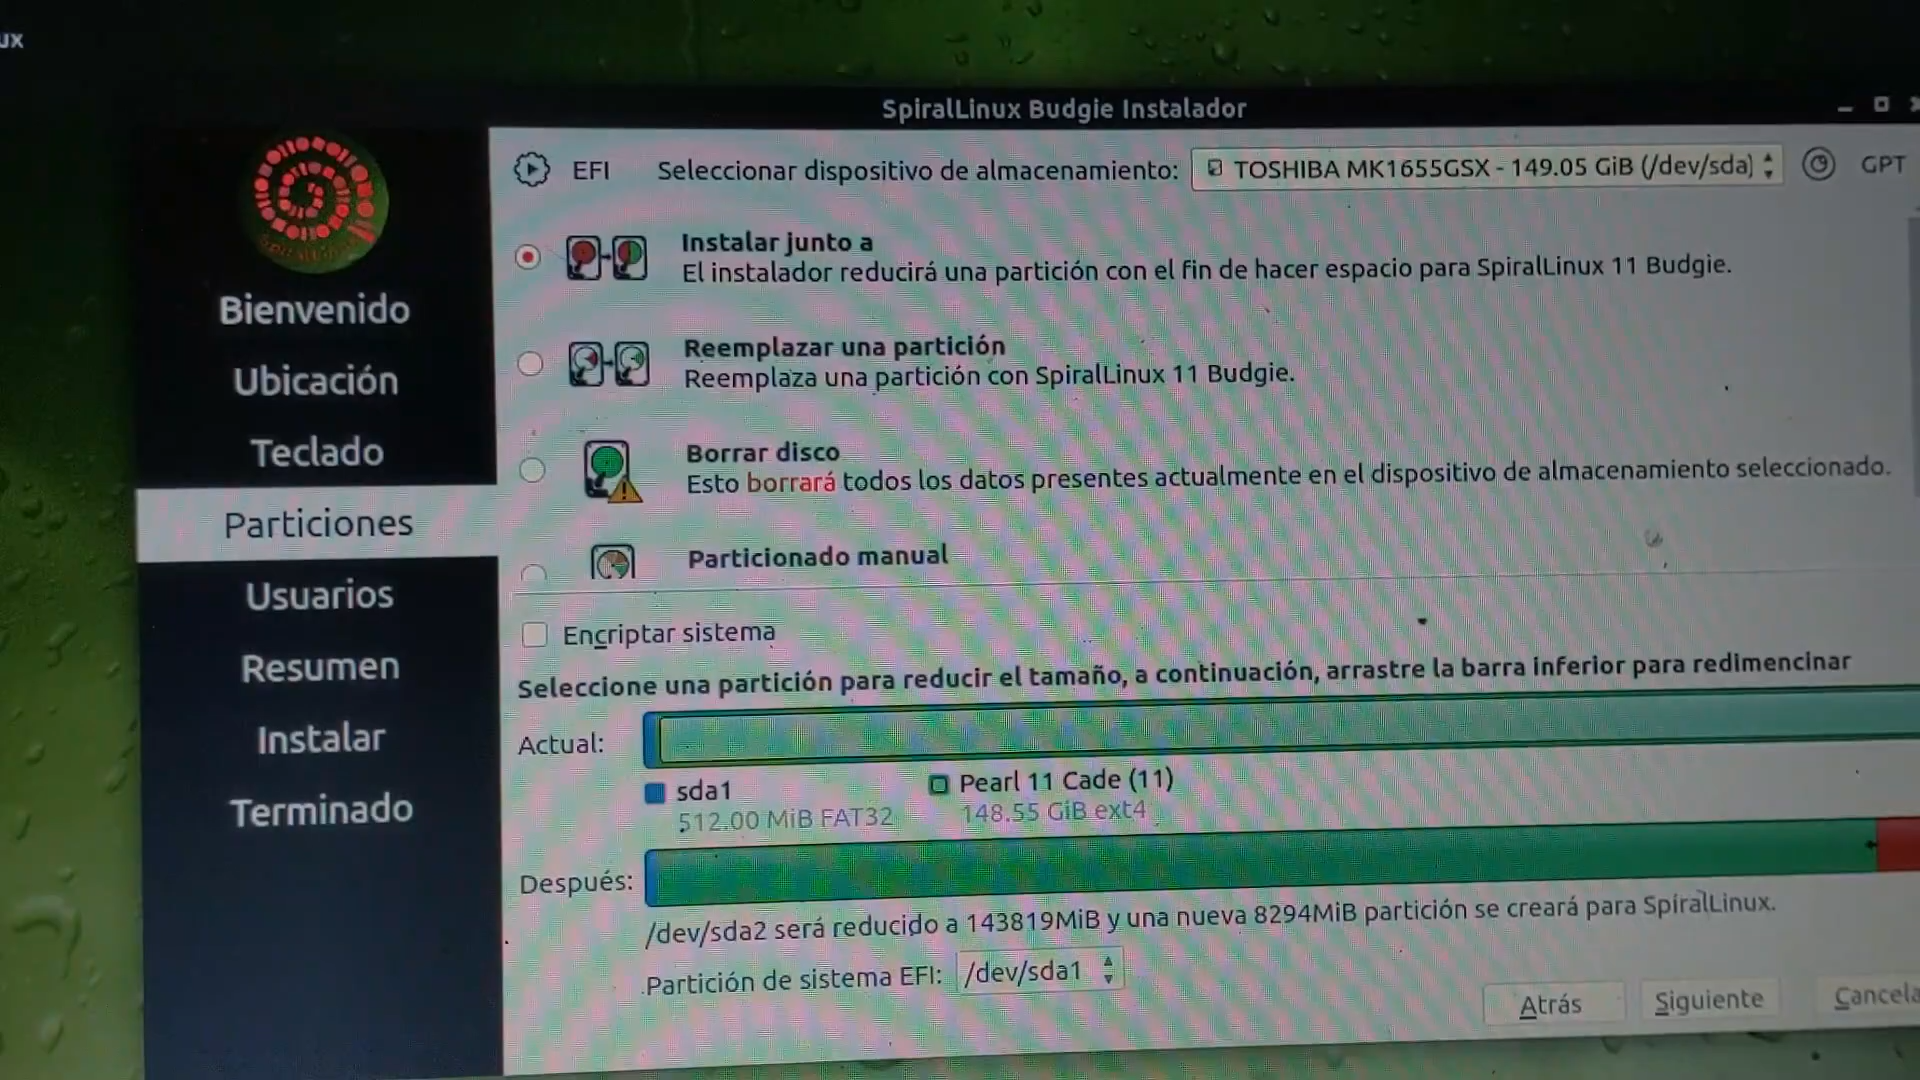 ux
SpiralLinux Budgie Instalador
EFI Seleccionar dispositivo de almacenamiento: TOSHIBA MK1655GSX - 149.05 GiB (/dev/sda) GPT
Bienvenido
Ubicación
Teclado
Particiones
Usuarios
Resumen
Instalar
Terminado
Instalar junto a
El instalador reducirá una partición con el fin de hacer espacio para SpiralLinux 11 Budgie.
Reemplazar una partición
Reemplaza una partición con SpiralLinux 11 Budgie.
Borrar disco
Esto borrará todos los datos presentes actualmente en el dispositivo de almacenamiento seleccionado.
Particionado manual
Encriptar sistema
Seleccione una partición para reducir el tamaño, a continuación, arrastre la barra inferior para redimencinar
Actual:
sda1 Pearl 11 Cade (11)
512.00 MiB FAT32 148.55 GiB ext4
Después:
/dev/sda2 será reducido a 143819MiB y una nueva 8294MiB partición se creará para SpiralLinux.
Partición de sistema EFI: /dev/sda1
Atrás Siguiente Cancela